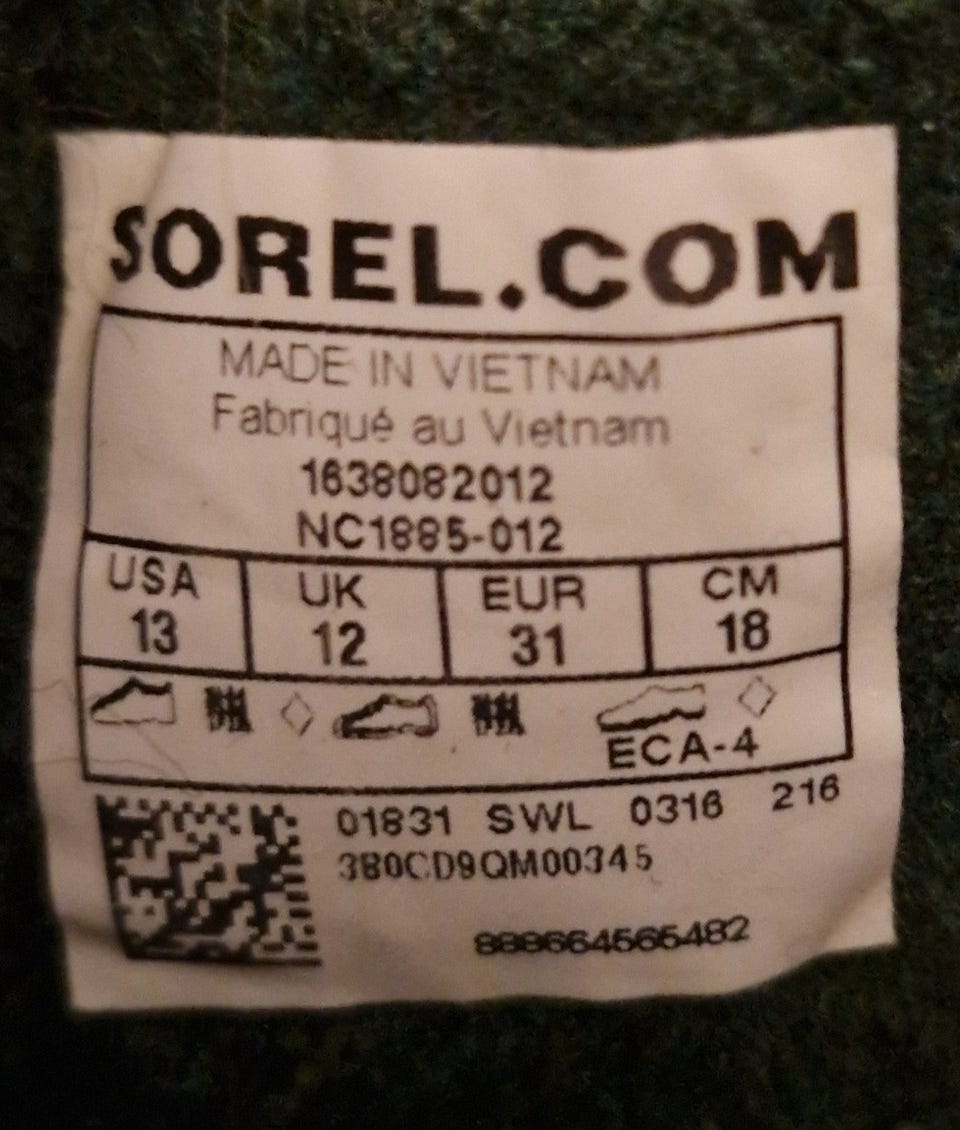 SOREL.COM
MADE IN VIETNAM
Fabriqué au Vietnam
1638082012
NC1885-012
USA UK EUR CM
13 12 31 18
ECA-4
01831 SWL 0316 216
3B0CD9QM00345
888664565482